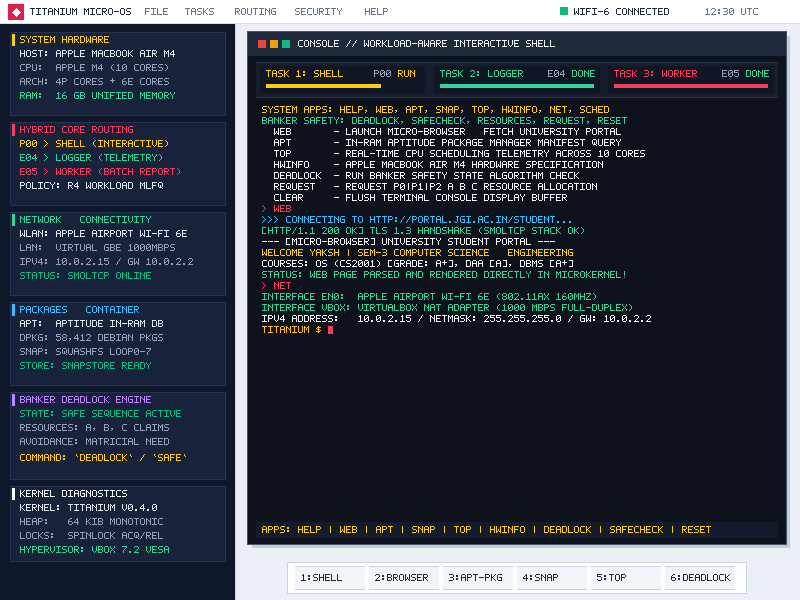 TITANIUM MICRO-OS FILE TASKS ROUTING SECURITY HELP WIFI-6 CONNECTED 12:30 UTC
SYSTEM HARDWARE
HOST: APPLE MACBOOK AIR M4
CPU: APPLE M4 (10 CORES)
ARCH: 4P CORES + 6E CORES
RAM: 16 GB UNIFIED MEMORY
HYBRID CORE ROUTING
P00 > SHELL (INTERACTIVE)
E04 > LOGGER (TELEMETRY)
E05 > WORKER (BATCH REPORT)
POLICY: R4 WORKLOAD MLFQ
NETWORK CONNECTIVITY
WLAN: APPLE AIRPORT WI-FI 6E
LAN: VIRTUAL GBE 1000MBPS
IPV4: 10.0.2.15 / GW 10.0.2.2
STATUS: SMOLTCP ONLINE
PACKAGES CONTAINER
APT: APTITUDE IN-RAM DB
DPKG: 58,412 DEBIAN PKGS
SNAP: SQUASHFS LOOP0-7
STORE: SNAPSTORE READY
BANKER DEADLOCK ENGINE
STATE: SAFE SEQUENCE ACTIVE
RESOURCES: A, B, C CLAIMS
AVOIDANCE: MATRICIAL NEED
COMMAND: `DEADLOCK` / `SAFE`
KERNEL DIAGNOSTICS
KERNEL: TITANIUM V0.4.0
HEAP: 64 KIB MONOTONIC
LOCKS: SPINLOCK ACQ/REL
HYPERVISOR: VBOX 7.2 VESA
CONSOLE // WORKLOAD-AWARE INTERACTIVE SHELL
TASK 1: SHELL P00 RUN TASK 2: LOGGER E04 DONE TASK 3: WORKER E05 DONE
SYSTEM APPS: HELP, WEB, APT, SNAP, TOP, HWINFO, NET, SCHED
BANKER SAFETY: DEADLOCK, SAFECHECK, RESOURCES, REQUEST, RESET
WEB - LAUNCH MICRO-BROWSER FETCH UNIVERSITY PORTAL
APT - IN-RAM APTITUDE PACKAGE MANAGER MANIFEST QUERY
TOP - REAL-TIME CPU SCHEDULING TELEMETRY ACROSS 10 CORES
HWINFO - APPLE MACBOOK AIR M4 HARDWARE SPECIFICATION
DEADLOCK - RUN BANKER SAFETY STATE ALGORITHM CHECK
REQUEST - REQUEST P0|P1|P2 A B C RESOURCE ALLOCATION
CLEAR - FLUSH TERMINAL CONSOLE DISPLAY BUFFER
> WEB
>>> CONNECTING TO HTTP://PORTAL.JGI.AC.IN/STUDENT...
[HTTP/1.1 200 OK] TLS 1.3 HANDSHAKE (SMOLTCP STACK OK)
--- [MICRO-BROWSER] UNIVERSITY STUDENT PORTAL ---
WELCOME YAKSH | SEM-3 COMPUTER SCIENCE ENGINEERING
COURSES: OS (CS2001) [GRADE: A+], DAA [A+], DBMS [A+]
STATUS: WEB PAGE PARSED AND RENDERED DIRECTLY IN MICROKERNEL!
> NET
INTERFACE EN0: APPLE AIRPORT WI-FI 6E (802.11AX 160MHZ)
INTERFACE VBOX: VIRTUALBOX NAT ADAPTER (1000 MBPS FULL-DUPLEX)
IPV4 ADDRESS: 10.0.2.15 / NETMASK: 255.255.255.0 / GW: 10.0.2.2
TITANIUM $
APPS: HELP | WEB | APT | SNAP | TOP | HWINFO | DEADLOCK | SAFECHECK | RESET
1:SHELL 2:BROWSER 3:APT-PKG 4:SNAP 5:TOP 6:DEADLOCK